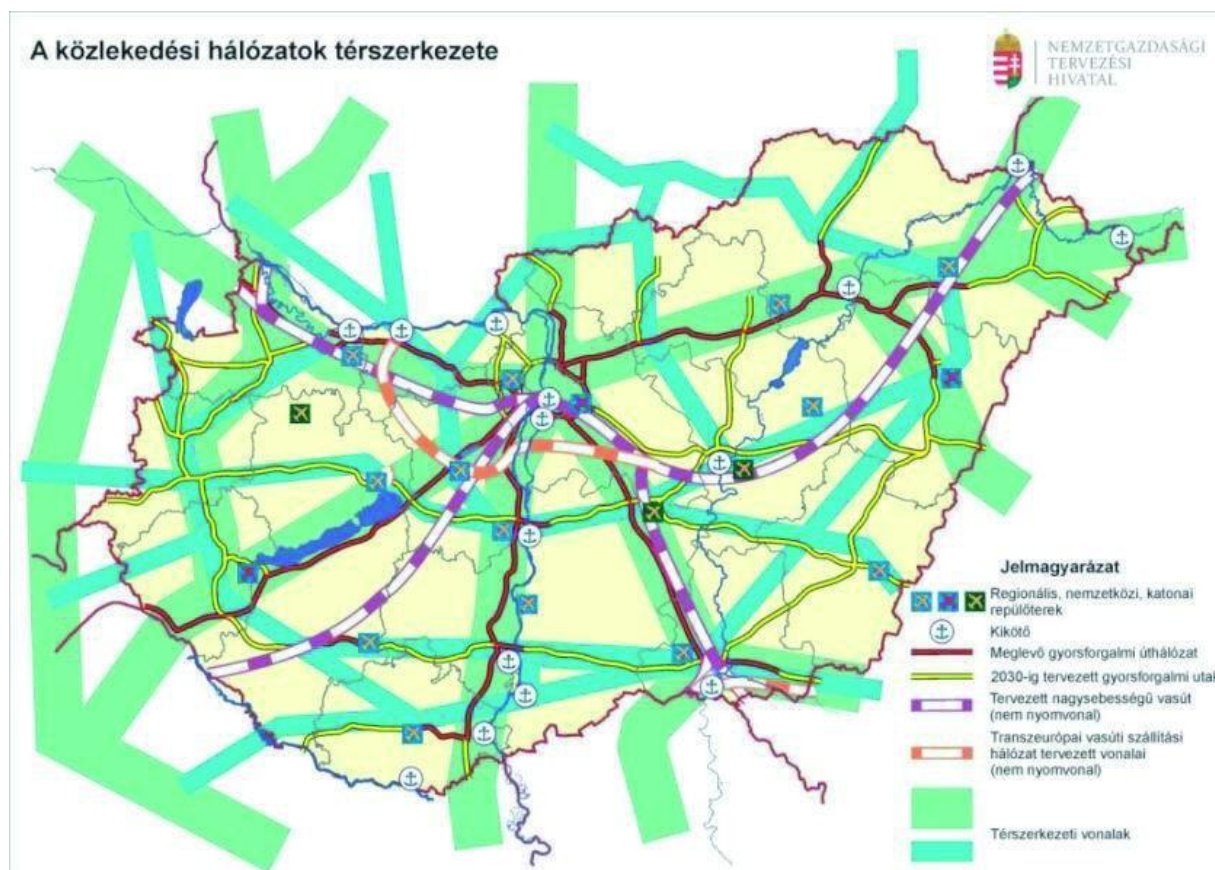 A közlekedési hálózatok térszerkezete
NEMZETGAZDASÁGI
TERVEZÉSI
HIVATAL
Jelmagyarázat
Regionális, nemzetközi, katonai
repülőterek
Kikötő
Meglevő gyorsforgalmi úthálózat
2030-ig tervezett gyorsforgalmi utak
Tervezett nagysebességű vasút
(nem nyomvonal)
Transzeurópai vasúti szállítási
hálózat tervezett vonalai
(nem nyomvonal)
Térszerkezeti vonalak